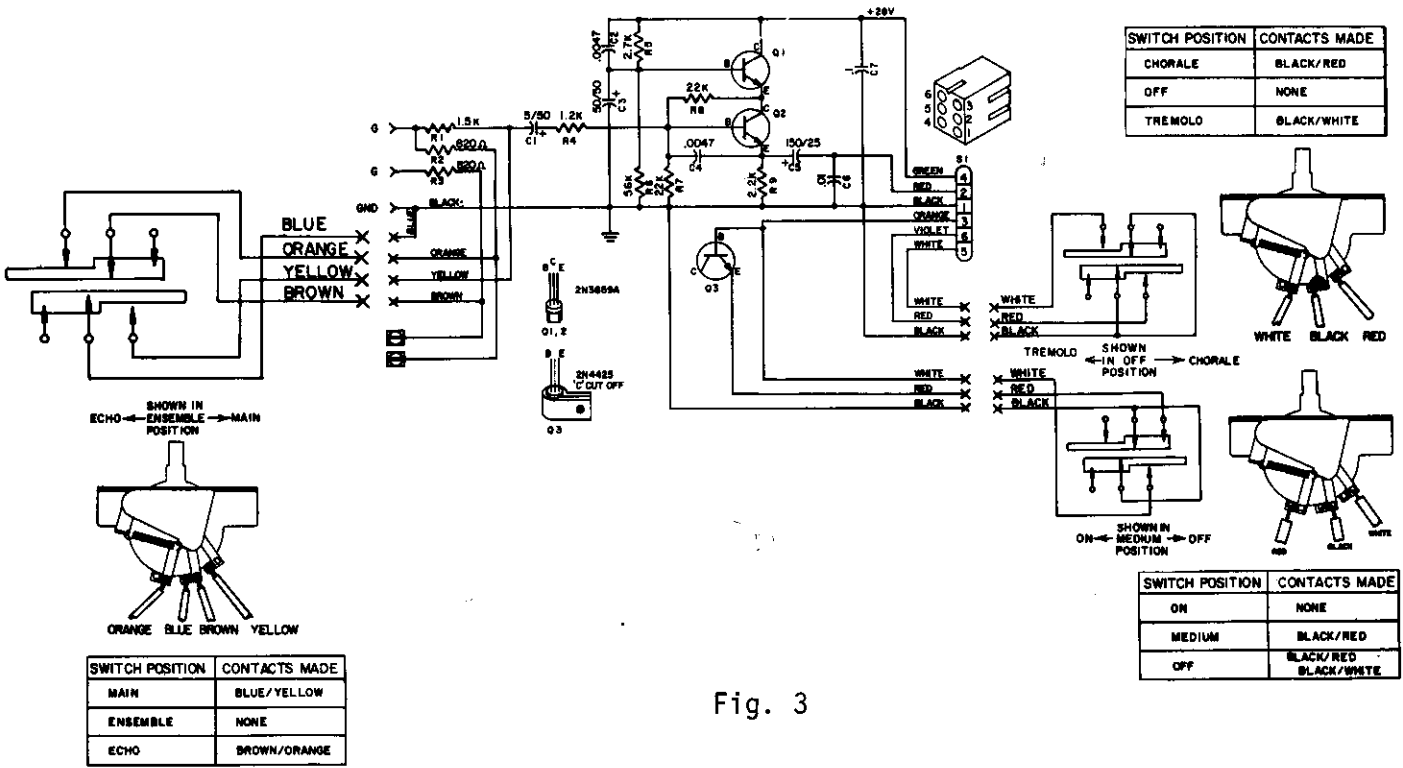 +28V
.0047
C2
2.7K
R5
C
B
Q1
E
50/50
+
C3
22K
R8
C
B
Q2
E
C7
G
1.5K
R1
820Ω
R2
G
820Ω
R3
5/50
+
C1
1.2K
R4
.0047
C4
150/25
+
C5
.01
C6
56K
R6
22K
R7
2.2K
R9
GND
BLACK
BLUE
ORANGE
YELLOW
BROWN
BLUE
ORANGE
YELLOW
BROWN
B
C
E
Q3
B C E
Q1, 2
B E
2N4425
'C' CUT OFF
Q3
6
5
4
3
2
1
S1
GREEN 4
RED 2
BLACK 1
ORANGE 3
VIOLET 6
WHITE 5
WHITE
RED
BLACK
WHITE
RED
BLACK
WHITE
RED
BLACK
WHITE
RED
BLACK
TREMOLO SHOWN IN OFF POSITION CHORALE
ON SHOWN IN MEDIUM POSITION OFF
ECHO SHOWN IN ENSEMBLE POSITION MAIN
ORANGE BLUE BROWN YELLOW
SWITCH POSITION CONTACTS MADE
MAIN BLUE/YELLOW
ENSEMBLE NONE
ECHO BROWN/ORANGE
SWITCH POSITION CONTACTS MADE
CHORALE BLACK/RED
OFF NONE
TREMOLO BLACK/WHITE
WHITE BLACK RED
RED BLACK WHITE
SWITCH POSITION CONTACTS MADE
ON NONE
MEDIUM BLACK/RED
OFF BLACK/RED
BLACK/WHITE
Fig. 3